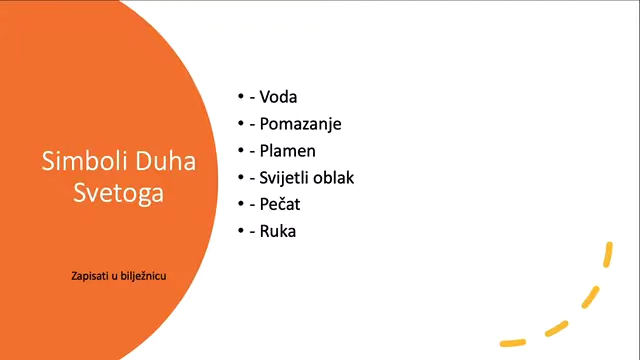 Simboli Duha
Svetoga
Zapisati u bilježnicu
• - Voda
• - Pomazanje
• - Plamen
• - Svijetli oblak
• - Pečat
• - Ruka